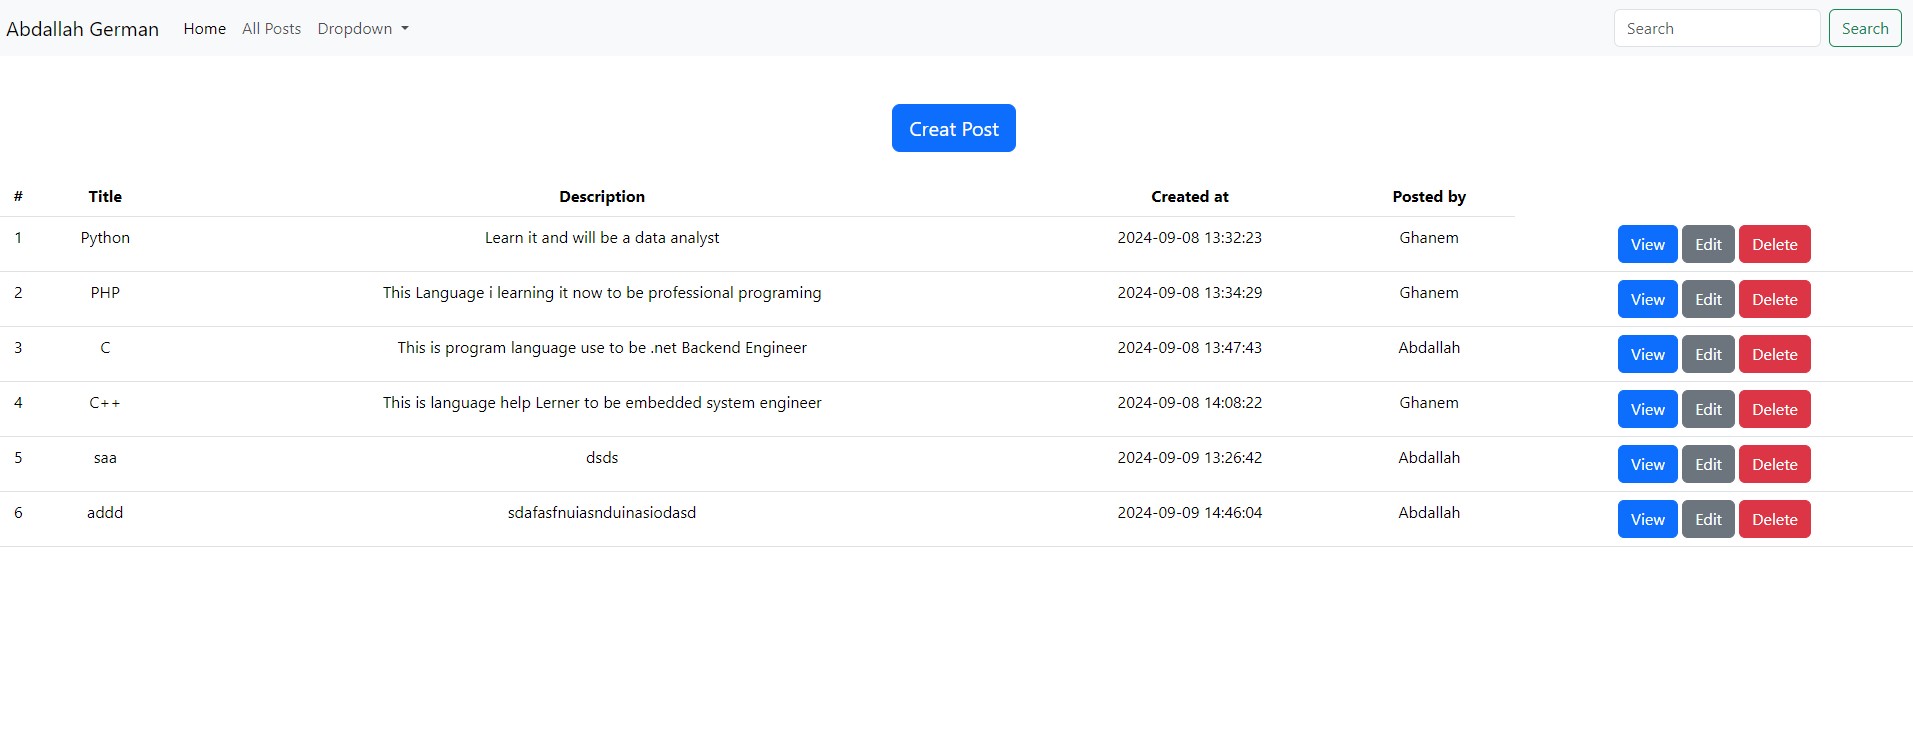 Abdallah German Home All Posts Dropdown Search Search
Creat Post
# Title Description Created at Posted by
1 Python Learn it and will be a data analyst 2024-09-08 13:32:23 Ghanem View Edit Delete
2 PHP This Language i learning it now to be professional programing 2024-09-08 13:34:29 Ghanem View Edit Delete
3 C This is program language use to be .net Backend Engineer 2024-09-08 13:47:43 Abdallah View Edit Delete
4 C++ This is language help Lerner to be embedded system engineer 2024-09-08 14:08:22 Ghanem View Edit Delete
5 saa dsds 2024-09-09 13:26:42 Abdallah View Edit Delete
6 addd sdafasfnuiasnduinasiodasd 2024-09-09 14:46:04 Abdallah View Edit Delete